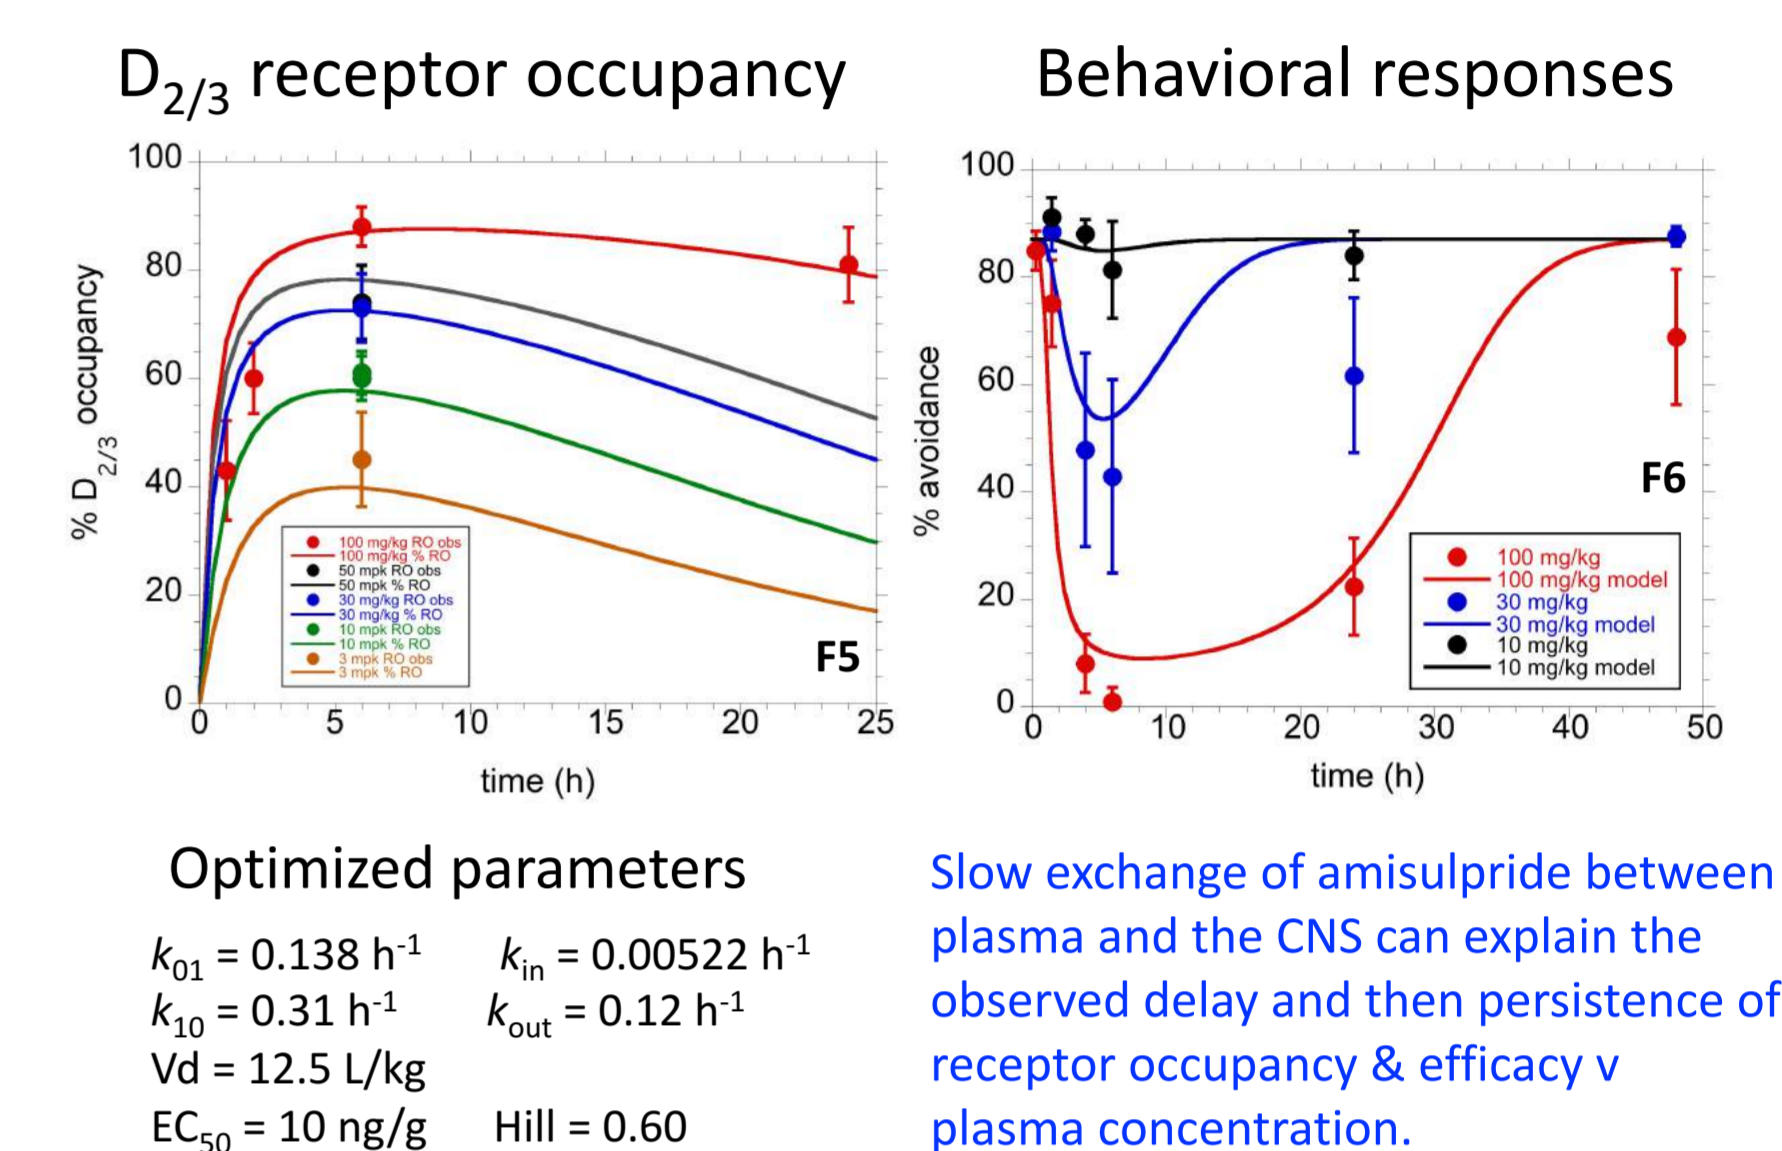 D2/3 receptor occupancy
Behavioral responses
100
80
60
40
20
0
% D2/3 occupancy
0 5 10 15 20 25
time (h)
100 mg/kg RO obs
100 mg/kg % RO
50 mpk RO obs
50 mpk % RO
30 mg/kg RO obs
30 mg/kg % RO
10 mpk RO obs
10 mpk % RO
3 mpk RO obs
3 mpk % RO
F5
100
80
60
40
20
0
% avoidance
0 10 20 30 40 50
time (h)
F6
100 mg/kg
100 mg/kg model
30 mg/kg
30 mg/kg model
10 mg/kg
10 mg/kg model
Optimized parameters
k01 = 0.138 h-1 kin = 0.00522 h-1
k10 = 0.31 h-1 kout = 0.12 h-1
Vd = 12.5 L/kg
EC50 = 10 ng/g Hill = 0.60
Slow exchange of amisulpride between
plasma and the CNS can explain the
observed delay and then persistence of
receptor occupancy & efficacy v
plasma concentration.